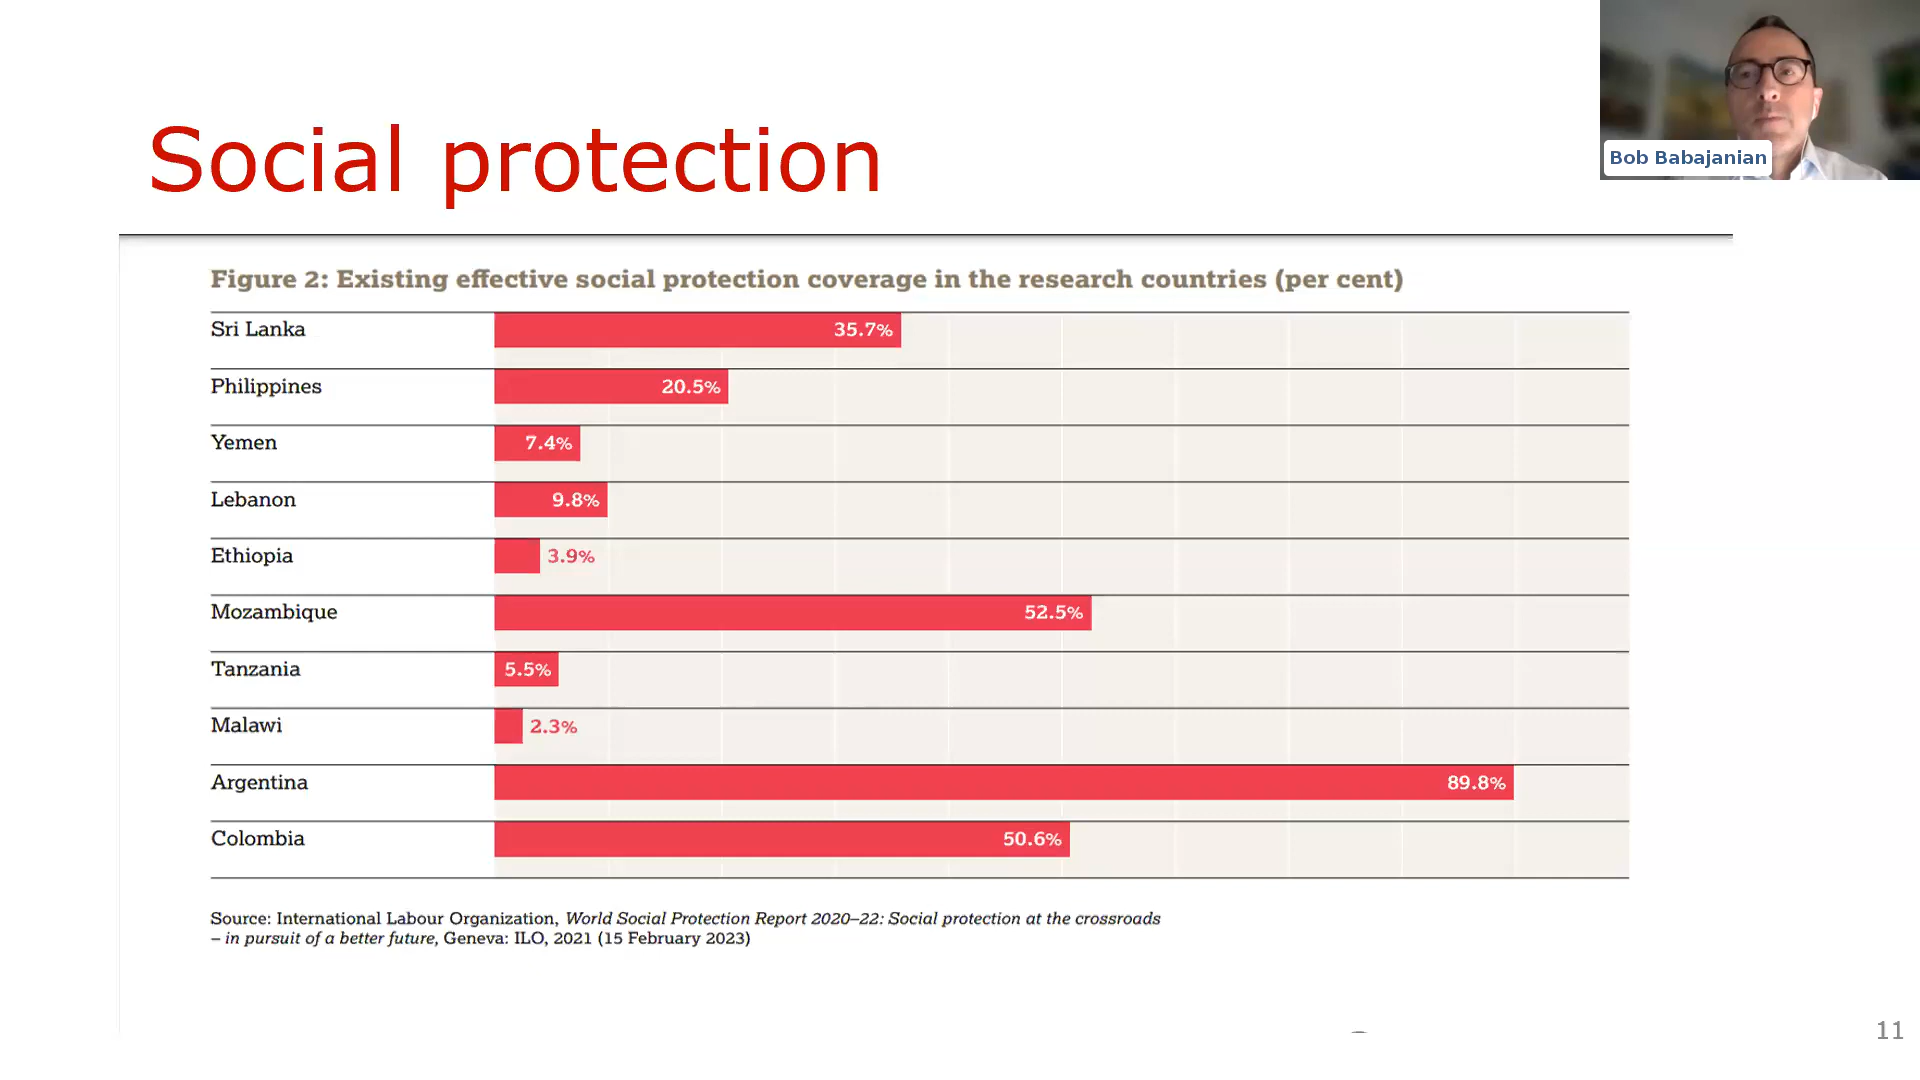 Social protection
Bob Babajanian
Figure 2: Existing effective social protection coverage in the research countries (per cent)
Sri Lanka 35.7%
Philippines 20.5%
Yemen 7.4%
Lebanon 9.8%
Ethiopia 3.9%
Mozambique 52.5%
Tanzania 5.5%
Malawi 2.3%
Argentina 89.8%
Colombia 50.6%
Source: International Labour Organization, World Social Protection Report 2020–22: Social protection at the crossroads
– in pursuit of a better future, Geneva: ILO, 2021 (15 February 2023)
11